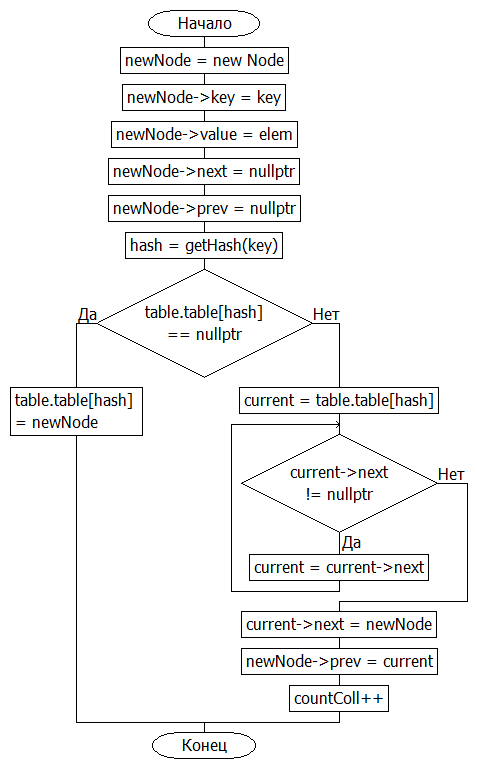 Начало
newNode = new Node
newNode->key = key
newNode->value = elem
newNode->next = nullptr
newNode->prev = nullptr
hash = getHash(key)
table.table[hash]
== nullptr
Да
Нет
table.table[hash]
= newNode
current = table.table[hash]
current->next
!= nullptr
Нет
Да
current = current->next
current->next = newNode
newNode->prev = current
countColl++
Конец